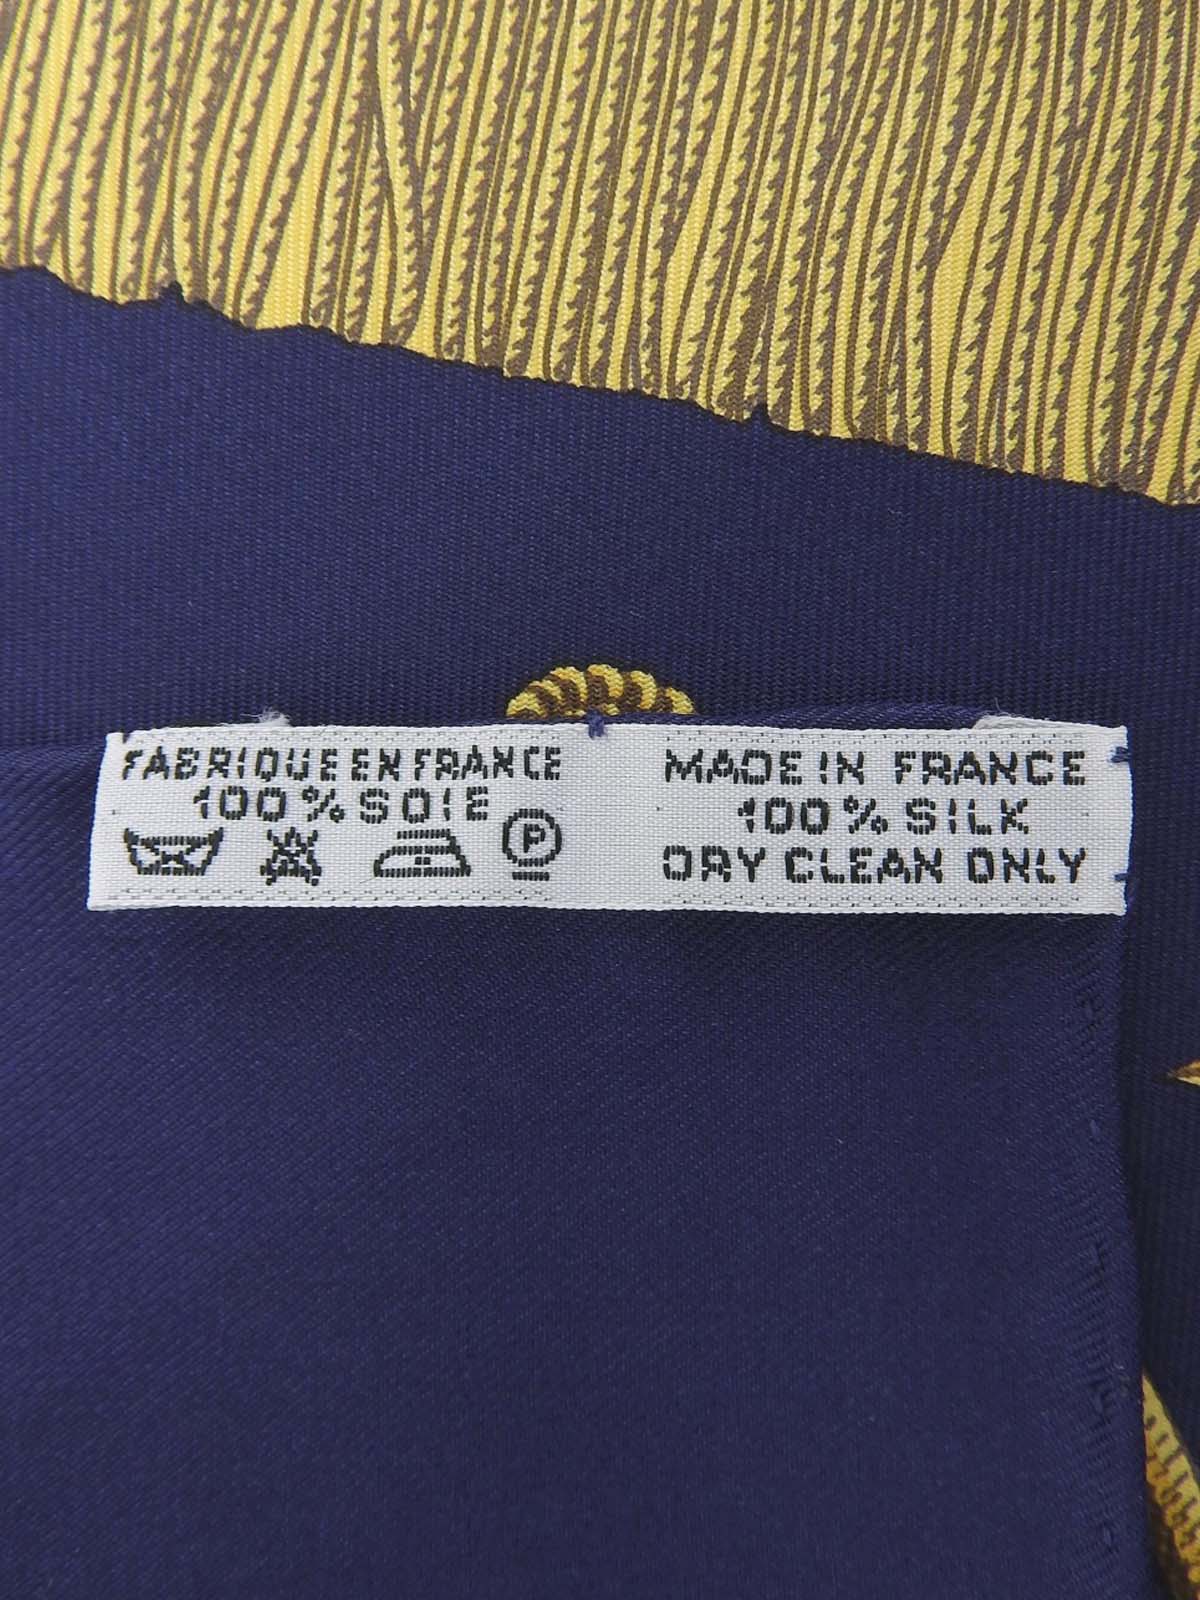 FABRIQUE EN FRANCE
100% SOIE
P
MADE IN FRANCE
100% SILK
DRY CLEAN ONLY